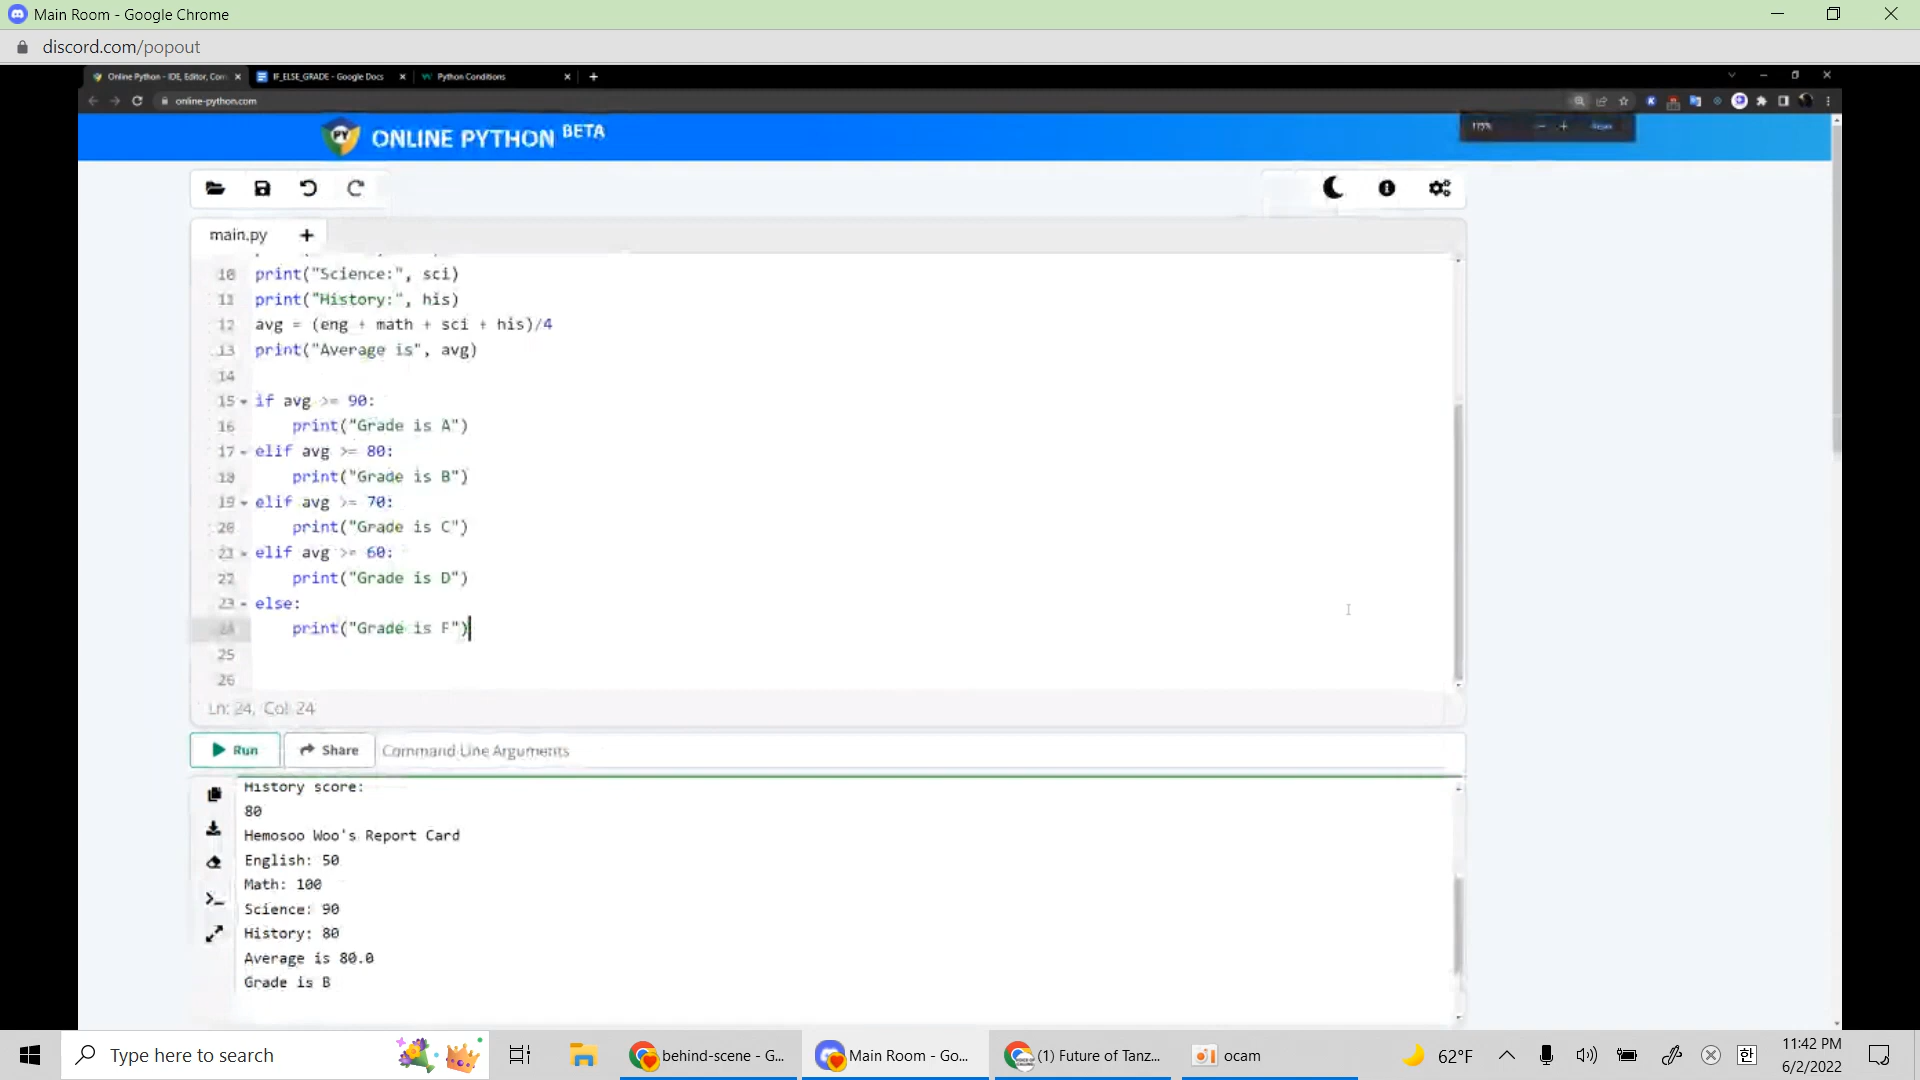 Main Room - Google Chrome
discord.com/popout
Online Python - IDE, Editor, Com
IF_ELSE_GRADE - Google Docs
Python Conditions
online-python.com
PY ONLINE PYTHON BETA
main.py
10 print("Science:", sci)
11 print("History:", his)
12 avg = (eng + math + sci + his)/4
13 print("Average is", avg)
14
15 if avg >= 90:
16 print("Grade is A")
17 elif avg >= 80:
18 print("Grade is B")
19 elif avg >= 70:
20 print("Grade is C")
21 elif avg >= 60:
22 print("Grade is D")
23 else:
24 print("Grade is F")
25
26
Ln: 24, Col: 24
Run
Share
Command Line Arguments
History score:
80
Hemosoo Woo's Report Card
English: 50
Math: 100
Science: 90
History: 80
Average is 80.0
Grade is B
Type here to search
behind-scene - G...
Main Room - Go...
(1) Future of Tanz...
ocam
62°F
한
11:42 PM
6/2/2022